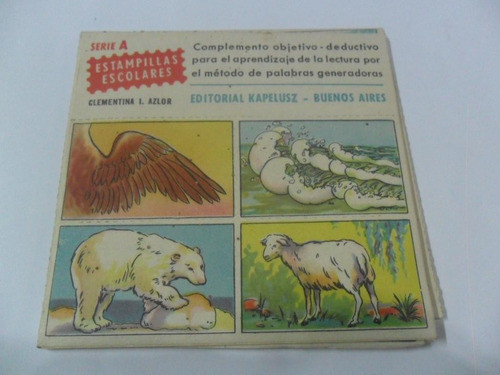 SERIE A
ESTAMPILLAS
ESCOLARES
CLEMENTINA I. AZLOR
Complemento objetivo-deductivo
para el aprendizaje de la lectura por
el método de palabras generadoras
EDITORIAL KAPELUSZ - BUENOS AIRES